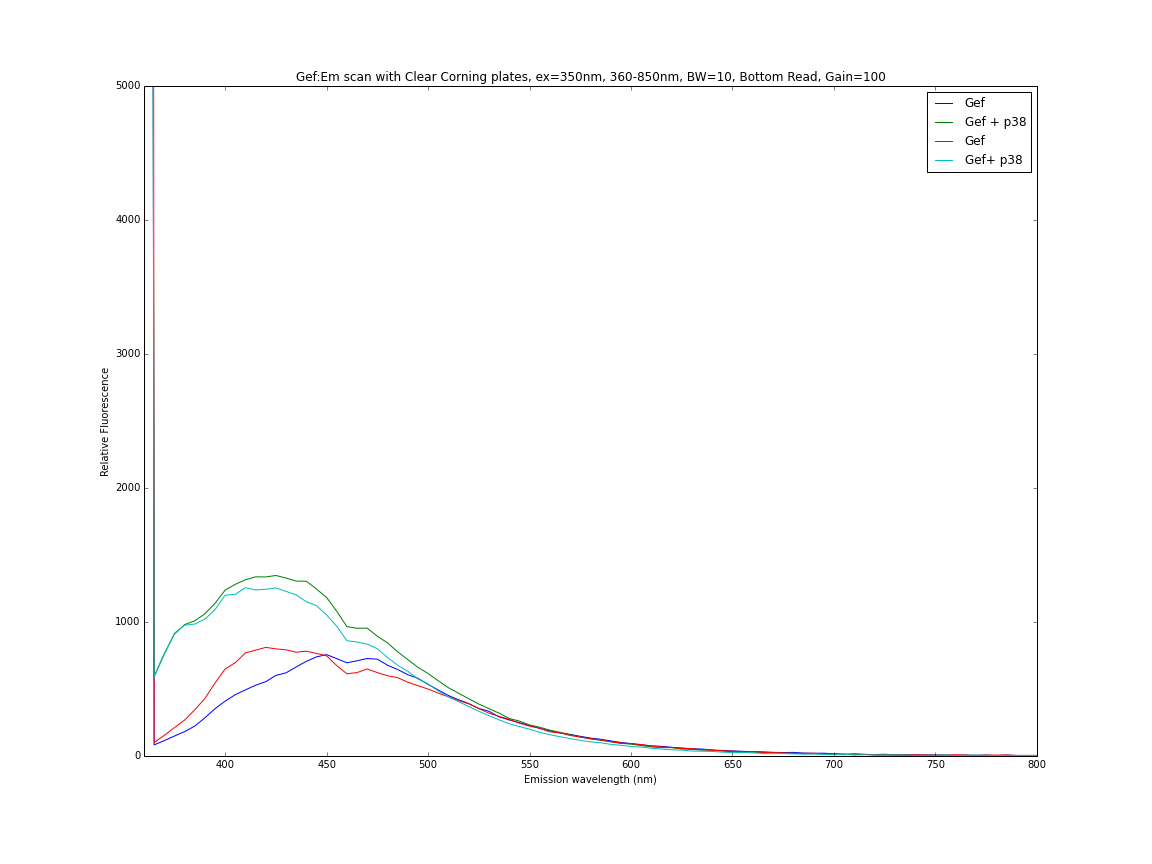 Gef:Em scan with Clear Corning plates, ex=350nm, 360-850nm, BW=10, Bottom Read, Gain=100
5000
4000
3000
2000
1000
0
Relative Fluorescence
Gef
Gef + p38
Gef
Gef+ p38
400 450 500 550 600 650 700 750 800
Emission wavelength (nm)